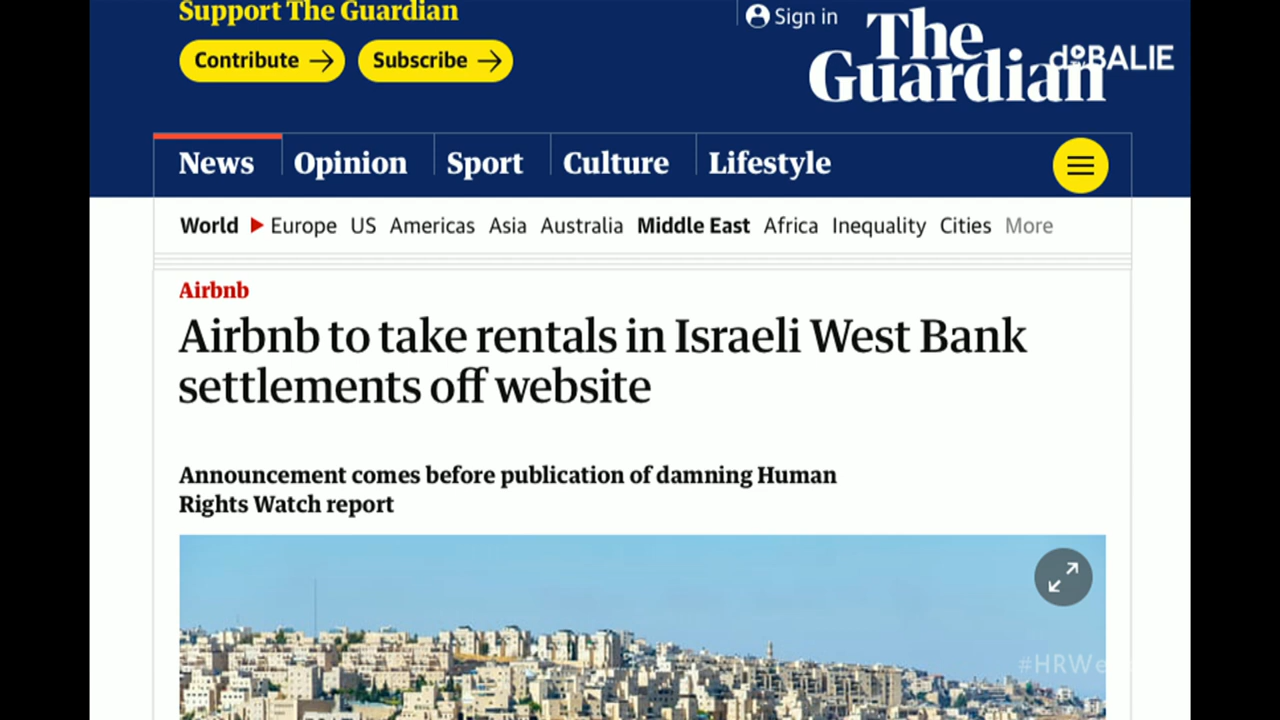 Support The Guardian
Sign in
Contribute →
Subscribe →
The
Guardian
deBALIE
News
Opinion
Sport
Culture
Lifestyle
World
Europe US Americas Asia Australia Middle East Africa Inequality Cities More
Airbnb
Airbnb to take rentals in Israeli West Bank
settlements off website
Announcement comes before publication of damning Human
Rights Watch report